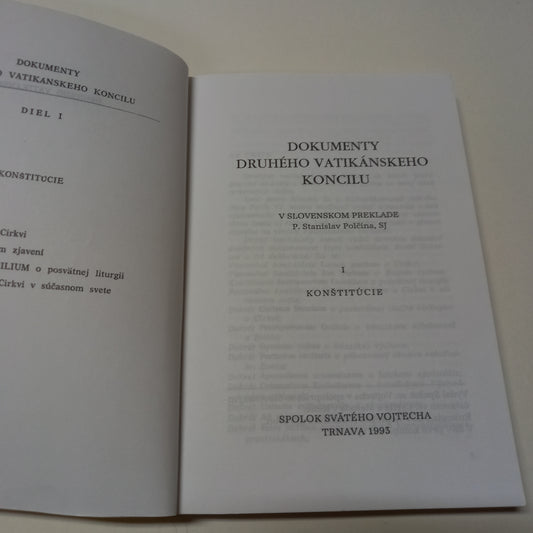 DOKUMENTY
O VATIKÁNSKEHO KONCILU
DIEL I
KONŠTITÚCIE
Cirkvi
m zjavení
ILIUM o posvätnej liturgii
Cirkvi v súčasnom svete
DOKUMENTY
DRUHÉHO VATIKÁNSKEHO
KONCILU
V SLOVENSKOM PREKLADE
P. Stanislav Polčina, SJ
I
KONŠTITÚCIE
SPOLOK SVÄTÉHO VOJTECHA
TRNAVA 1993